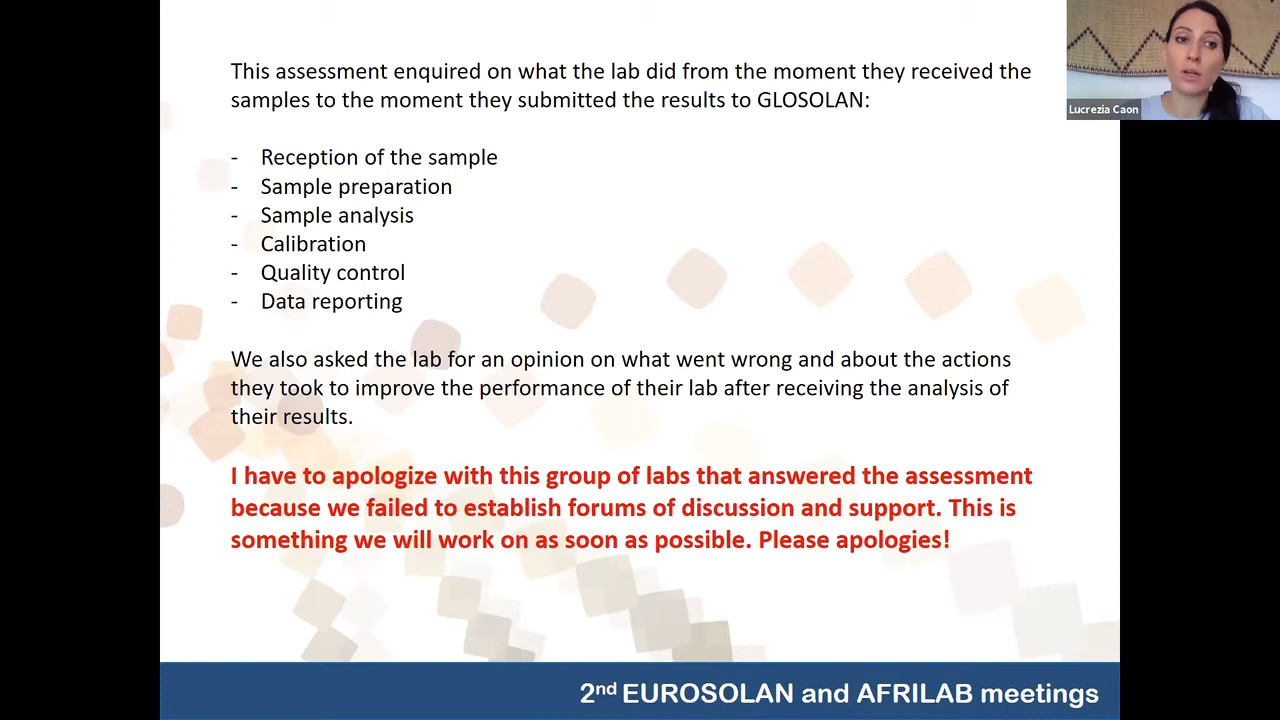 This assessment enquired on what the lab did from the moment they received the
samples to the moment they submitted the results to GLOSOLAN:
- Reception of the sample
- Sample preparation
- Sample analysis
- Calibration
- Quality control
- Data reporting
We also asked the lab for an opinion on what went wrong and about the actions
they took to improve the performance of their lab after receiving the analysis of
their results.
I have to apologize with this group of labs that answered the assessment
because we failed to establish forums of discussion and support. This is
something we will work on as soon as possible. Please apologies!
2nd EUROSOLAN and AFRILAB meetings
Lucrezia Caon